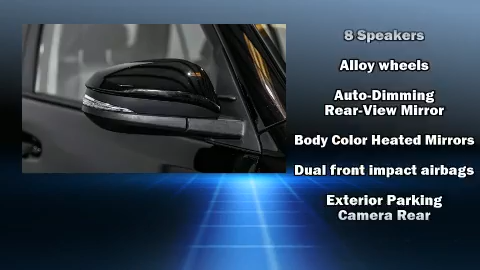 8 Speakers
Alloy wheels
Auto-Dimming
Rear-View Mirror
Body Color Heated Mirrors
Dual front impact airbags
Exterior Parking
Camera Rear